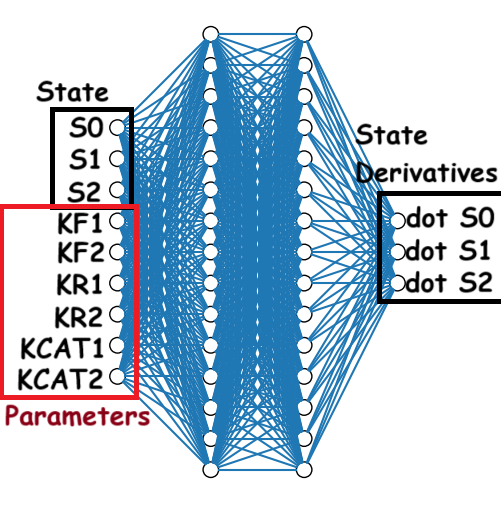 State
S0
S1
S2
KF1
KF2
KR1
KR2
KCAT1
KCAT2
Parameters
State
Derivatives
dot S0
dot S1
dot S2